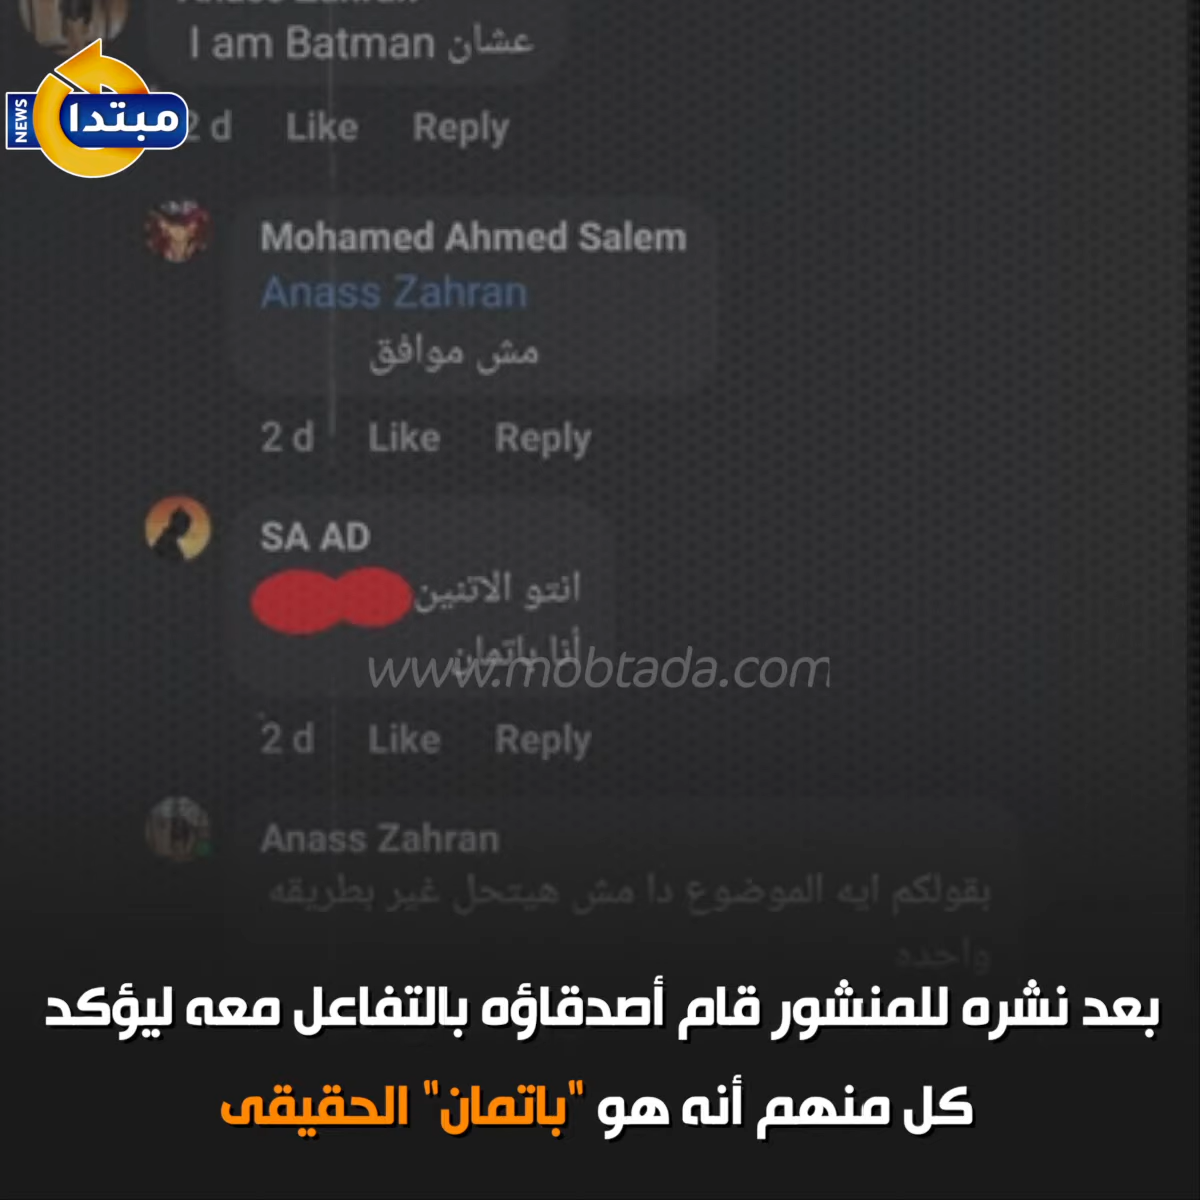 عشان I am Batman
NEWS
مبتدا
2 d Like Reply
Mohamed Ahmed Salem
Anass Zahran
مش موافق
2 d Like Reply
SA AD
انتو الاتنين
أنا باتمان
www.mobtada.com
2 d Like Reply
Anass Zahran
بقولكم ايه الموضوع دا مش هيتحل غير بطريقه
واحده
بعد نشره للمنشور قام أصدقاؤه بالتفاعل معه ليؤكد
كل منهم أنه هو "باتمان" الحقيقى